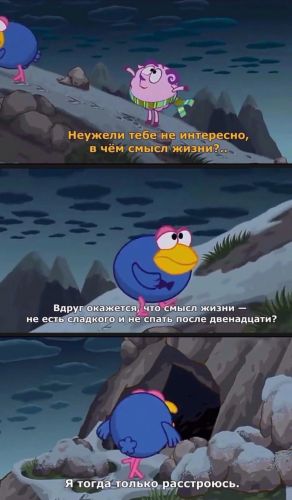 Неужели тебе не интересно,
в чём смысл жизни?..
Вдруг окажется, что смысл жизни —
не есть сладкого и не спать после двенадцати?
Я тогда только расстроюсь.